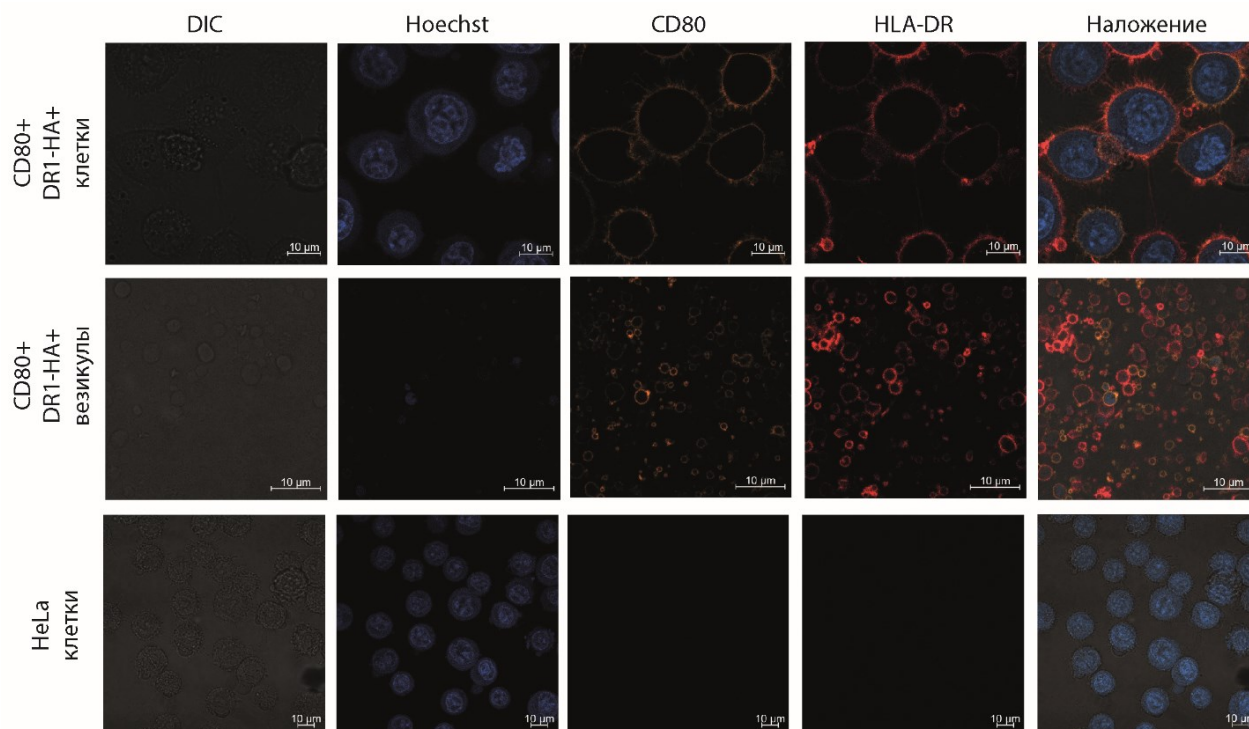 DIC Hoechst CD80 HLA-DR Наложение
CD80+
DR1-HA+
клетки
10 µm 10 µm 10 µm 10 µm 10 µm
CD80+
DR1-HA+
везикулы
10 µm 10 µm 10 µm 10 µm 10 µm
HeLa
клетки
10 µm 10 µm 10 µm 10 µm 10 µm